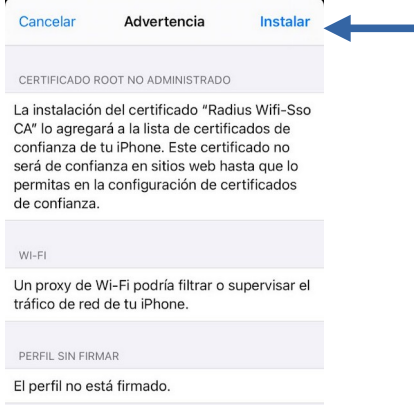 Cancelar Advertencia Instalar
CERTIFICADO ROOT NO ADMINISTRADO
La instalación del certificado “Radius Wifi-Sso
CA” lo agregará a la lista de certificados de
confianza de tu iPhone. Este certificado no
será de confianza en sitios web hasta que lo
permitas en la configuración de certificados
de confianza.
WI-FI
Un proxy de Wi-Fi podría filtrar o supervisar el
tráfico de red de tu iPhone.
PERFIL SIN FIRMAR
El perfil no está firmado.